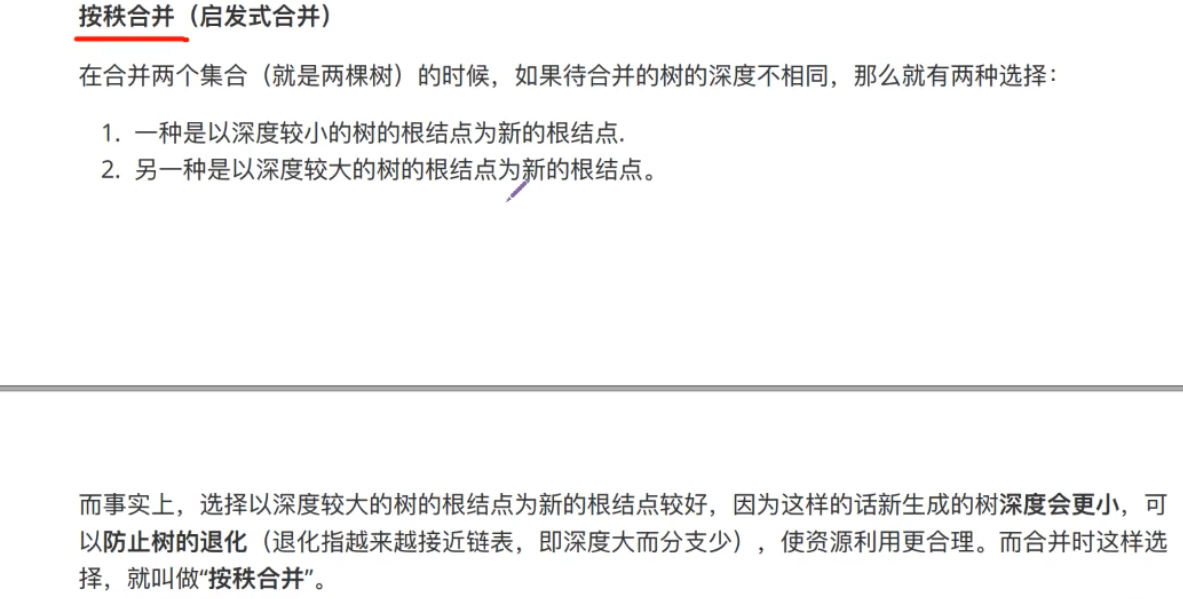 按秩合并（启发式合并）
在合并两个集合（就是两棵树）的时候，如果待合并的树的深度不相同，那么就有两种选择：
1. 一种是以深度较小的树的根结点为新的根结点.
2. 另一种是以深度较大的树的根结点为新的根结点。
而事实上，选择以深度较大的树的根结点为新的根结点较好，因为这样的话新生成的树深度会更小，可
以防止树的退化（退化指越来越接近链表，即深度大而分支少），使资源利用更合理。而合并时这样选
择，就叫做“按秩合并”。